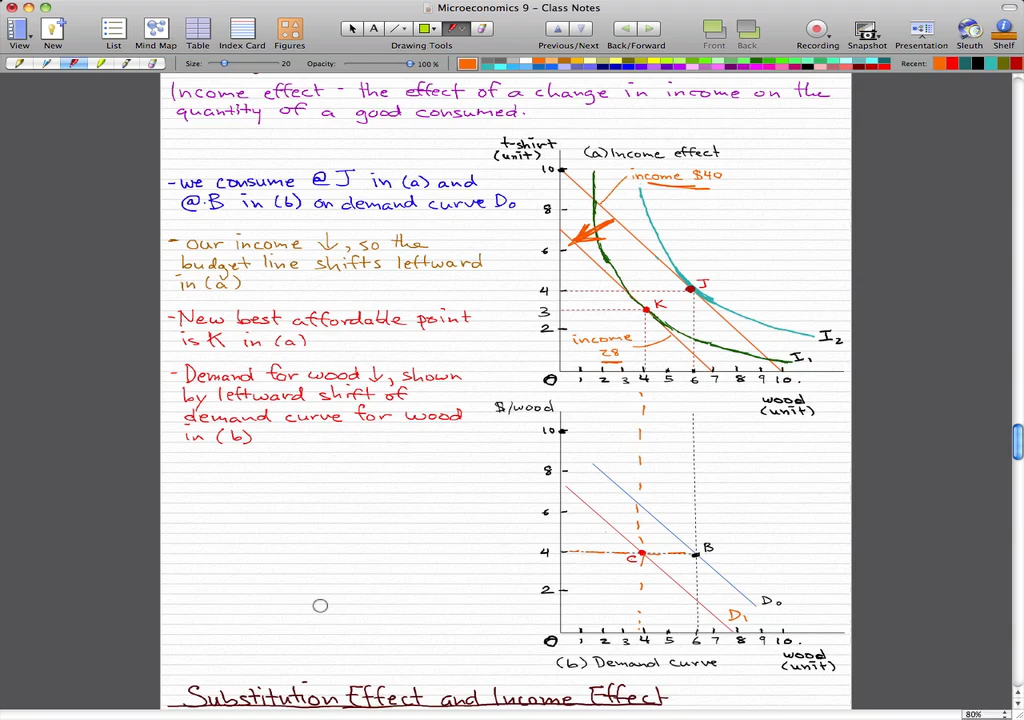 Microeconomics 9 – Class Notes
View New List Mind Map Table Index Card Figures Drawing Tools Previous/Next Back/Forward Front Back Recording Snapshot Presentation Sleuth Shelf
A
Size: 20 Opacity: 100 % Recent:
Income effect - the effect of a change in income on the
quantity of a good consumed.
- we consume @ J in (a) and
@ B in (b) on demand curve D₀
- our income ↓, so the
budget line shifts leftward
in (a)
- New best affordable point
is K in (a)
- Demand for wood ↓, shown
by leftward shift of
demand curve for wood
in (b)
t-shirt
(unit)
(a) Income effect
income $40
10
8
6
4
3
2
J
K
income
28
I₂
I₁
0 1 2 3 4 5 6 7 8 9 10.
wood
(unit)
$/wood
10
8
6
4
2
B
C
D₀
D₁
0 1 2 3 4 5 6 7 8 9 10.
wood
(unit)
(b) Demand curve
Substitution Effect and Income Effect
80%